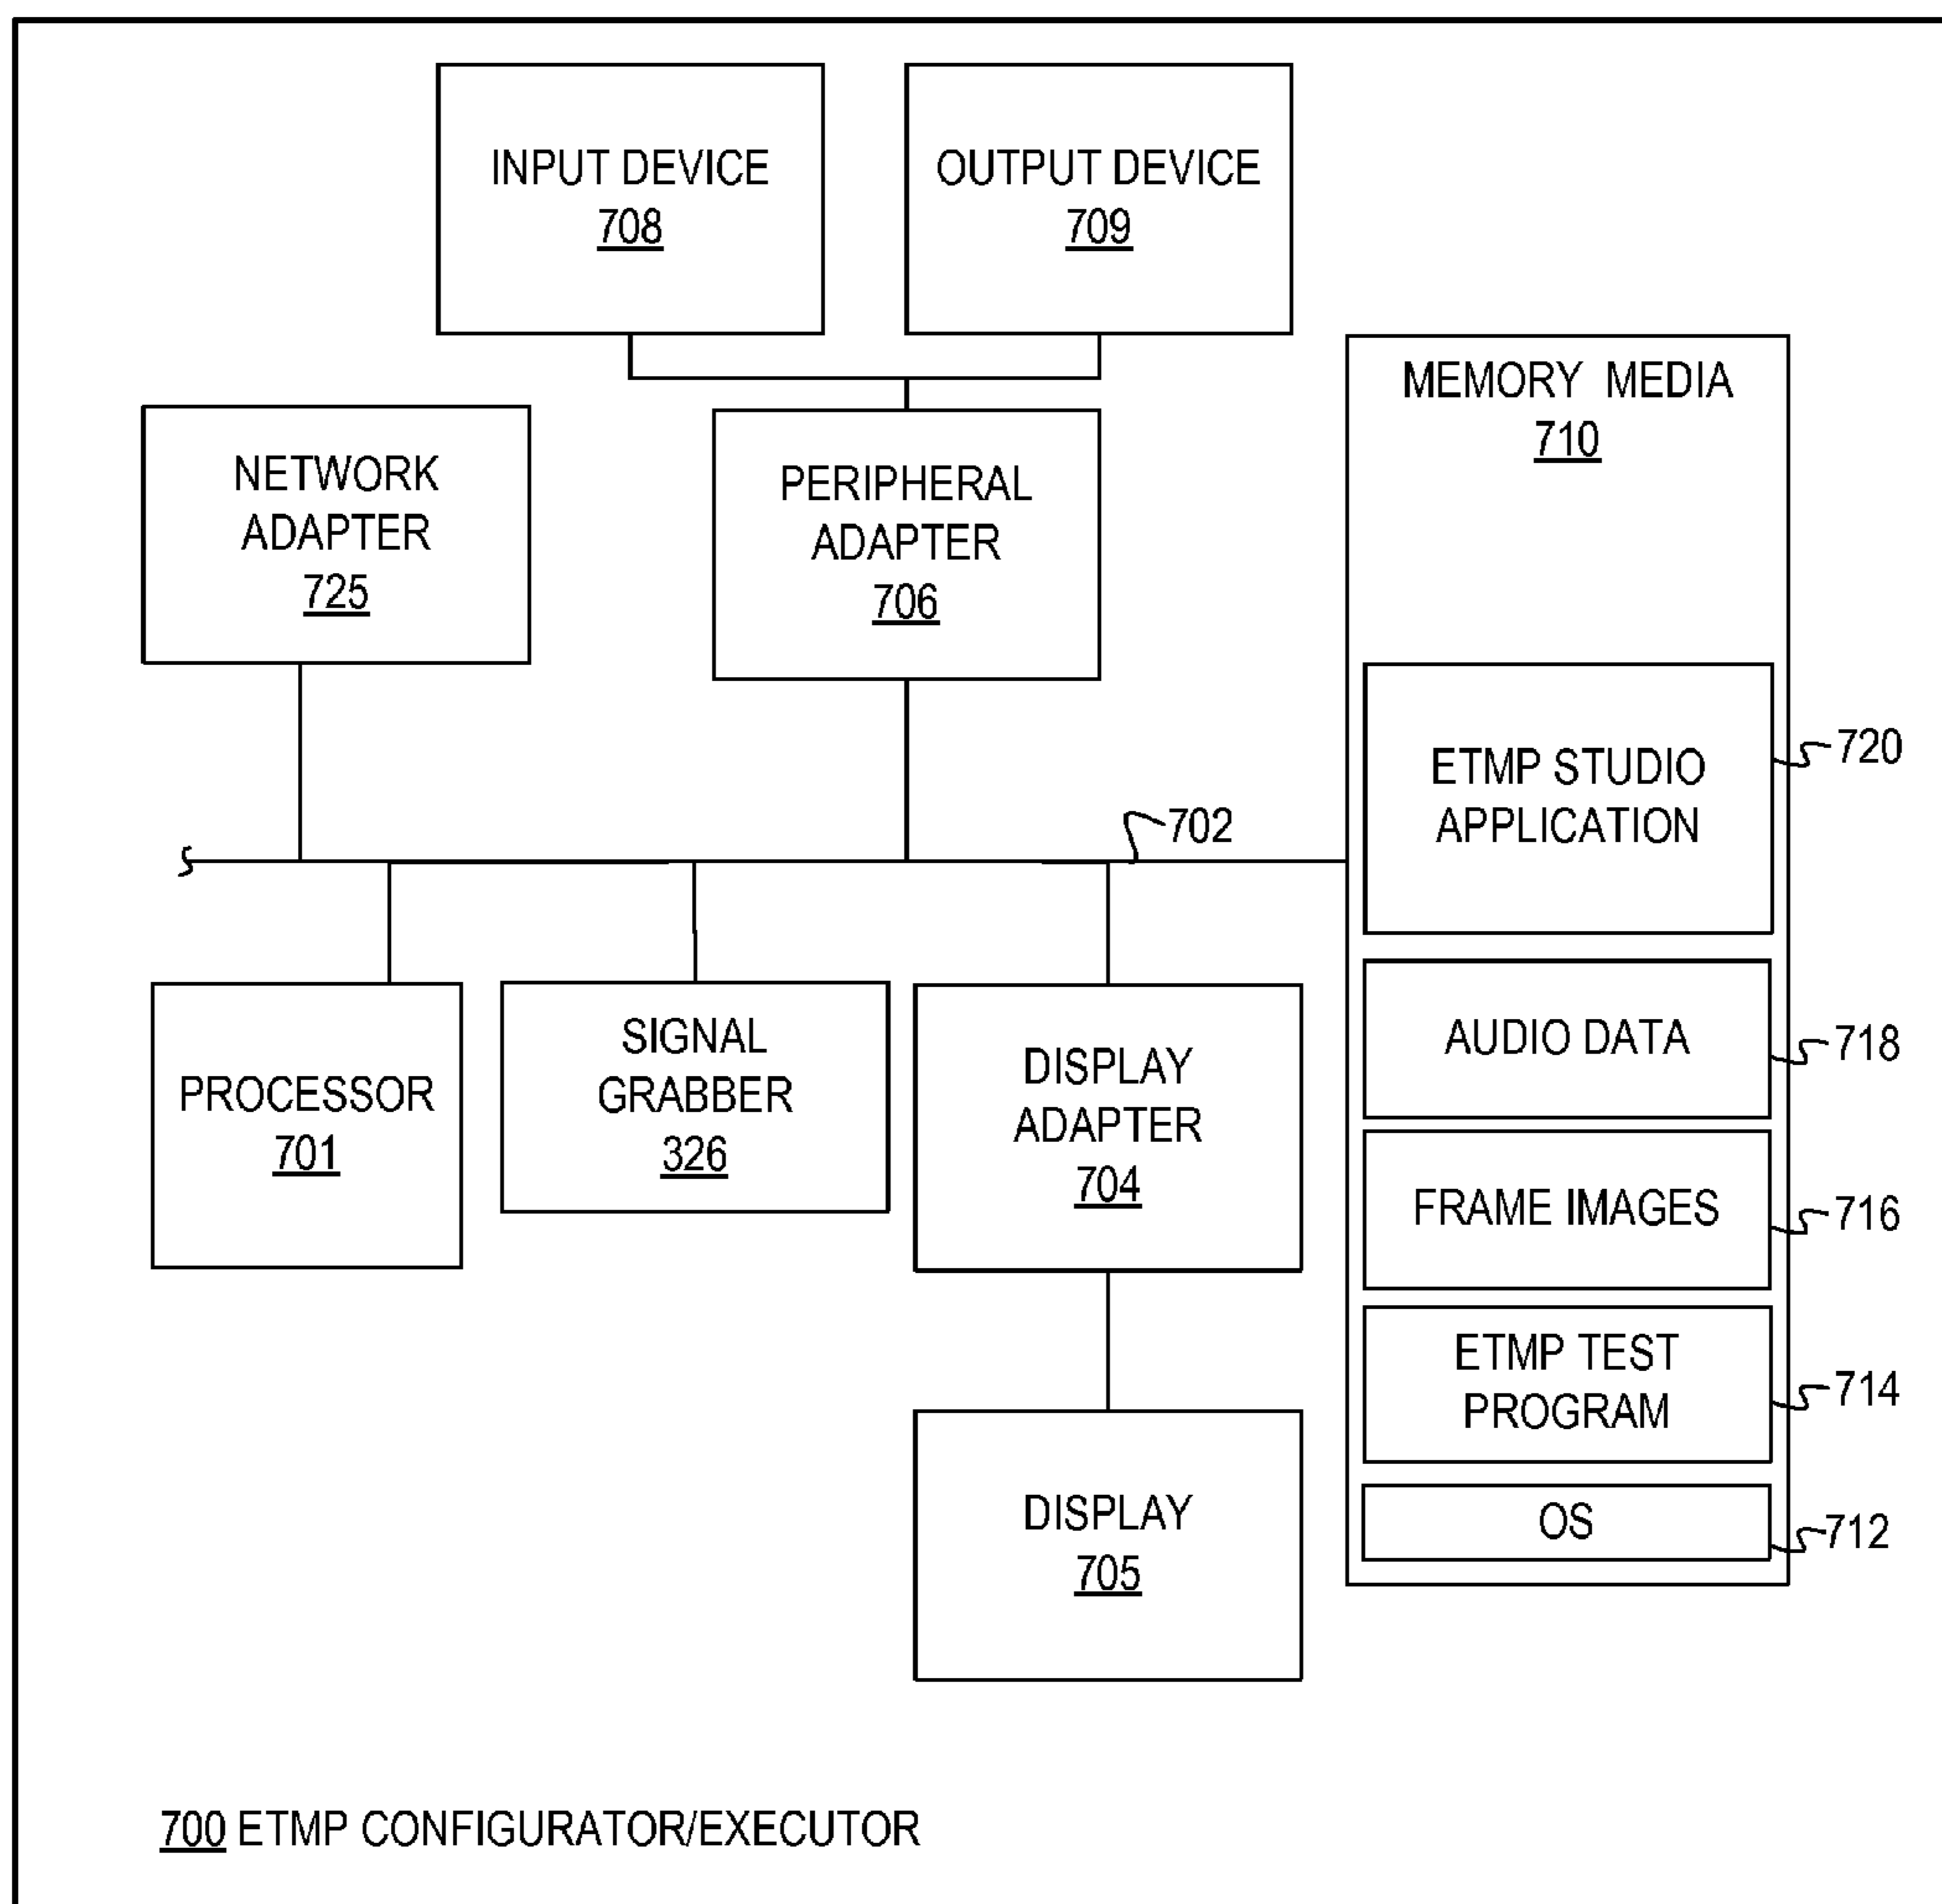 INPUT DEVICE
708
OUTPUT DEVICE
709
MEMORY MEDIA
710
NETWORK
ADAPTER
725
PERIPHERAL
ADAPTER
706
ETMP STUDIO
APPLICATION
720
702
PROCESSOR
701
SIGNAL
GRABBER
326
DISPLAY
ADAPTER
704
AUDIO DATA
718
FRAME IMAGES
716
ETMP TEST
PROGRAM
714
DISPLAY
705
OS
712
700 ETMP CONFIGURATOR/EXECUTOR